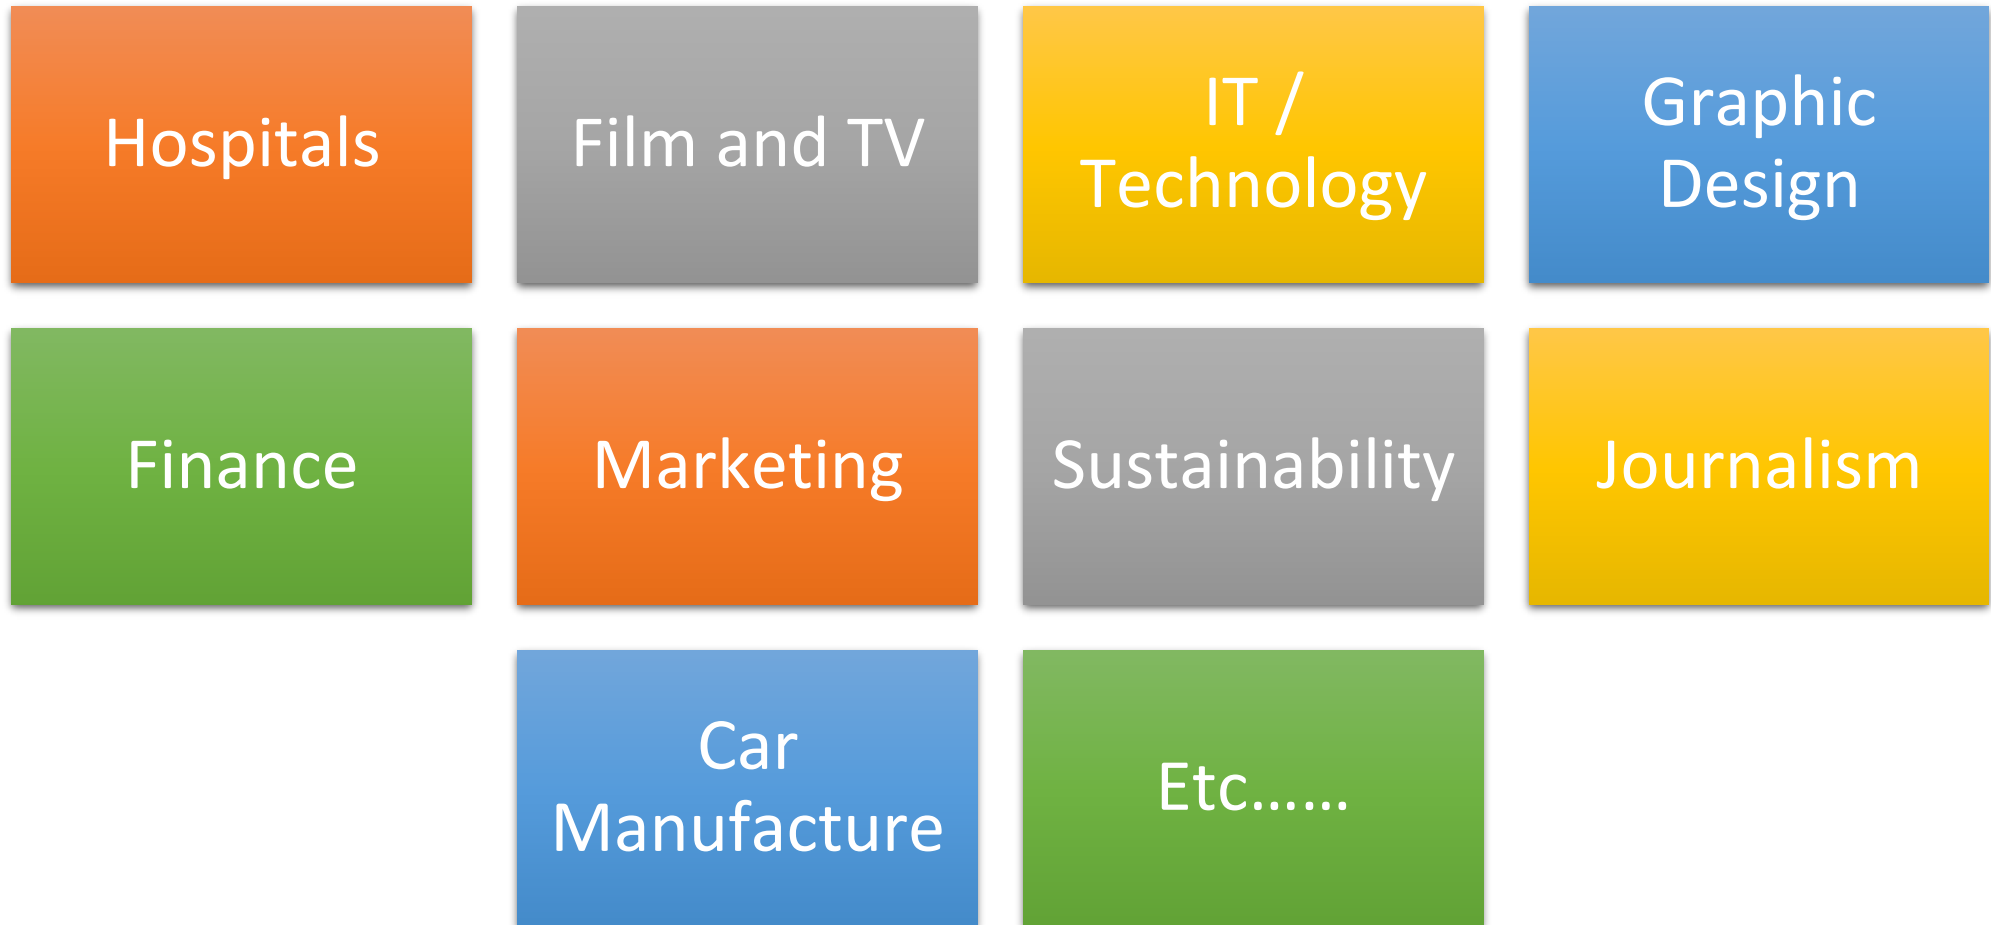 Hospitals
Film and TV
IT /
Technology
Graphic
Design
Finance
Marketing
Sustainability
Journalism
Car
Manufacture
Etc......